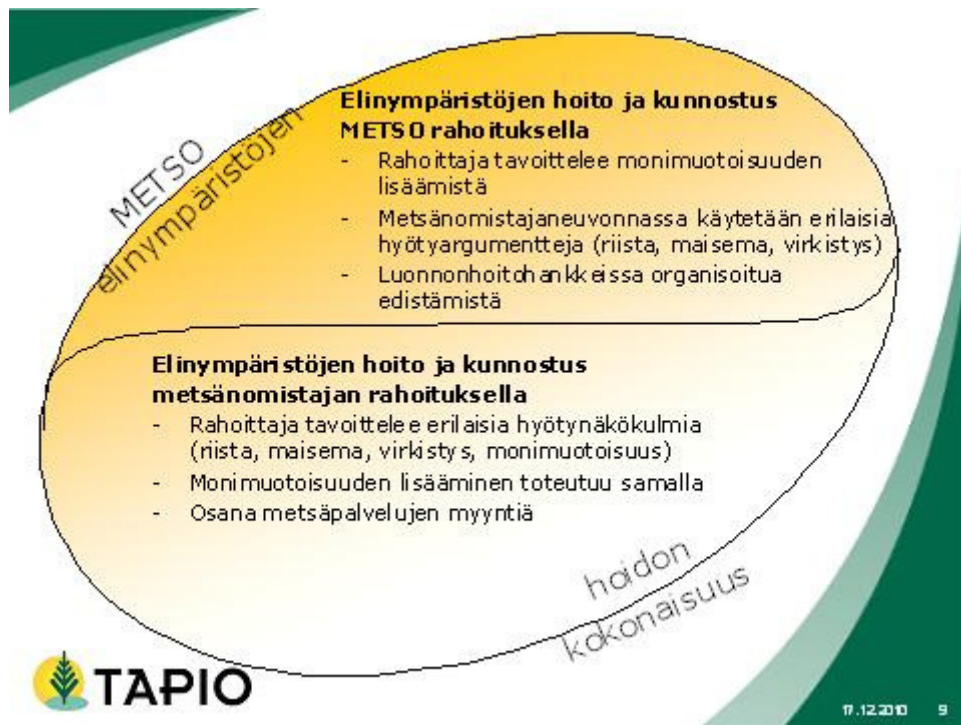 METSO
elinympäristöjen
Elinympäristöjen hoito ja kunnostus
METSO rahoituksella
- Rahoittaja tavoittelee monimuotoisuuden
lisäämistä
- Metsänomistajaneuvonnassa käytetään erilaisia
hyötyargumentteja (riista, maisema, virkistys)
- Luonnonhoitohankkeissa organisoitua
edistämistä
Elinympäristöjen hoito ja kunnostus
metsänomistajan rahoituksella
- Rahoittaja tavoittelee erilaisia hyötynäkökulmia
(riista, maisema, virkistys, monimuotoisuus)
- Monimuotoisuuden lisääminen toteutuu samalla
- Osana metsäpalvelujen myyntiä
hoidon
kokonaisuus
TAPIO
17.12.2010 9